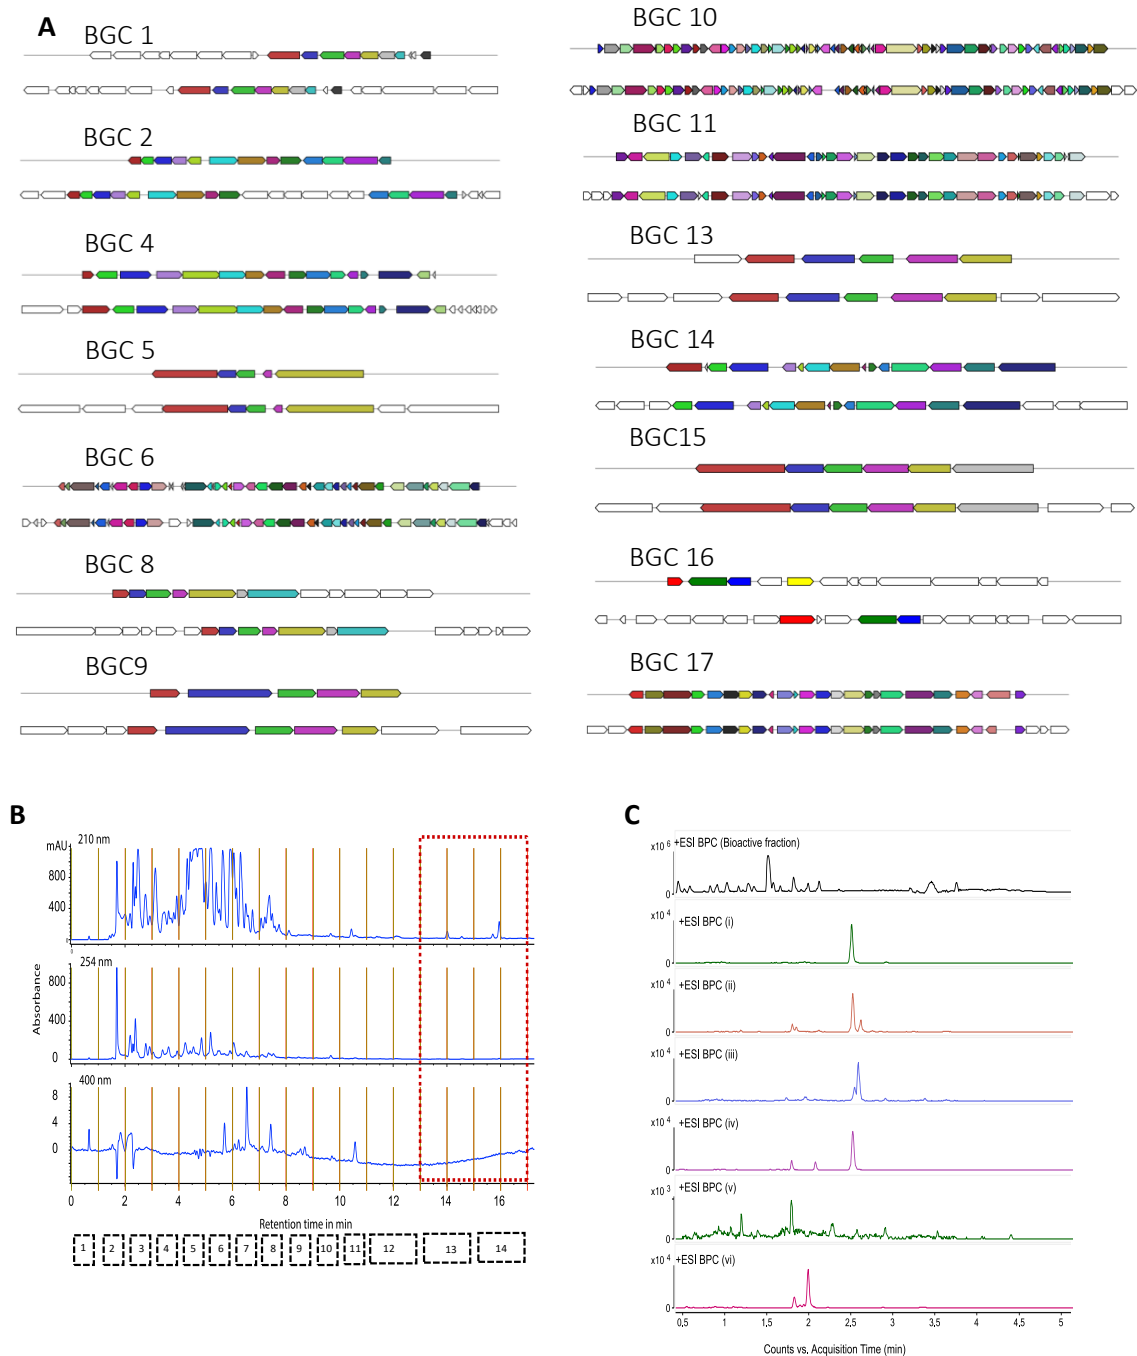 A
BGC 1
BGC 2
BGC 4
BGC 5
BGC 6
BGC 8
BGC9
BGC 10
BGC 11
BGC 13
BGC 14
BGC15
BGC 16
BGC 17
B
210 nm
mAU
800
400
0
254 nm
800
400
0
400 nm
8
4
0
Absorbance
0 2 4 6 8 10 12 14 16
Retention time in min
1 2 3 4 5 6 7 8 9 10 11 12 13 14
C
+ESI BPC (Bioactive fraction)
x10 6
0
+ESI BPC (i)
x10 4
0
+ESI BPC (ii)
x10 4
0
+ESI BPC (iii)
x10 4
0
+ESI BPC (iv)
x10 4
0
+ESI BPC (v)
x10 3
0
+ESI BPC (vi)
x10 4
0
0,5 1 1,5 2 2,5 3 3,5 4 4,5 5
Counts vs. Acquisition Time (min)